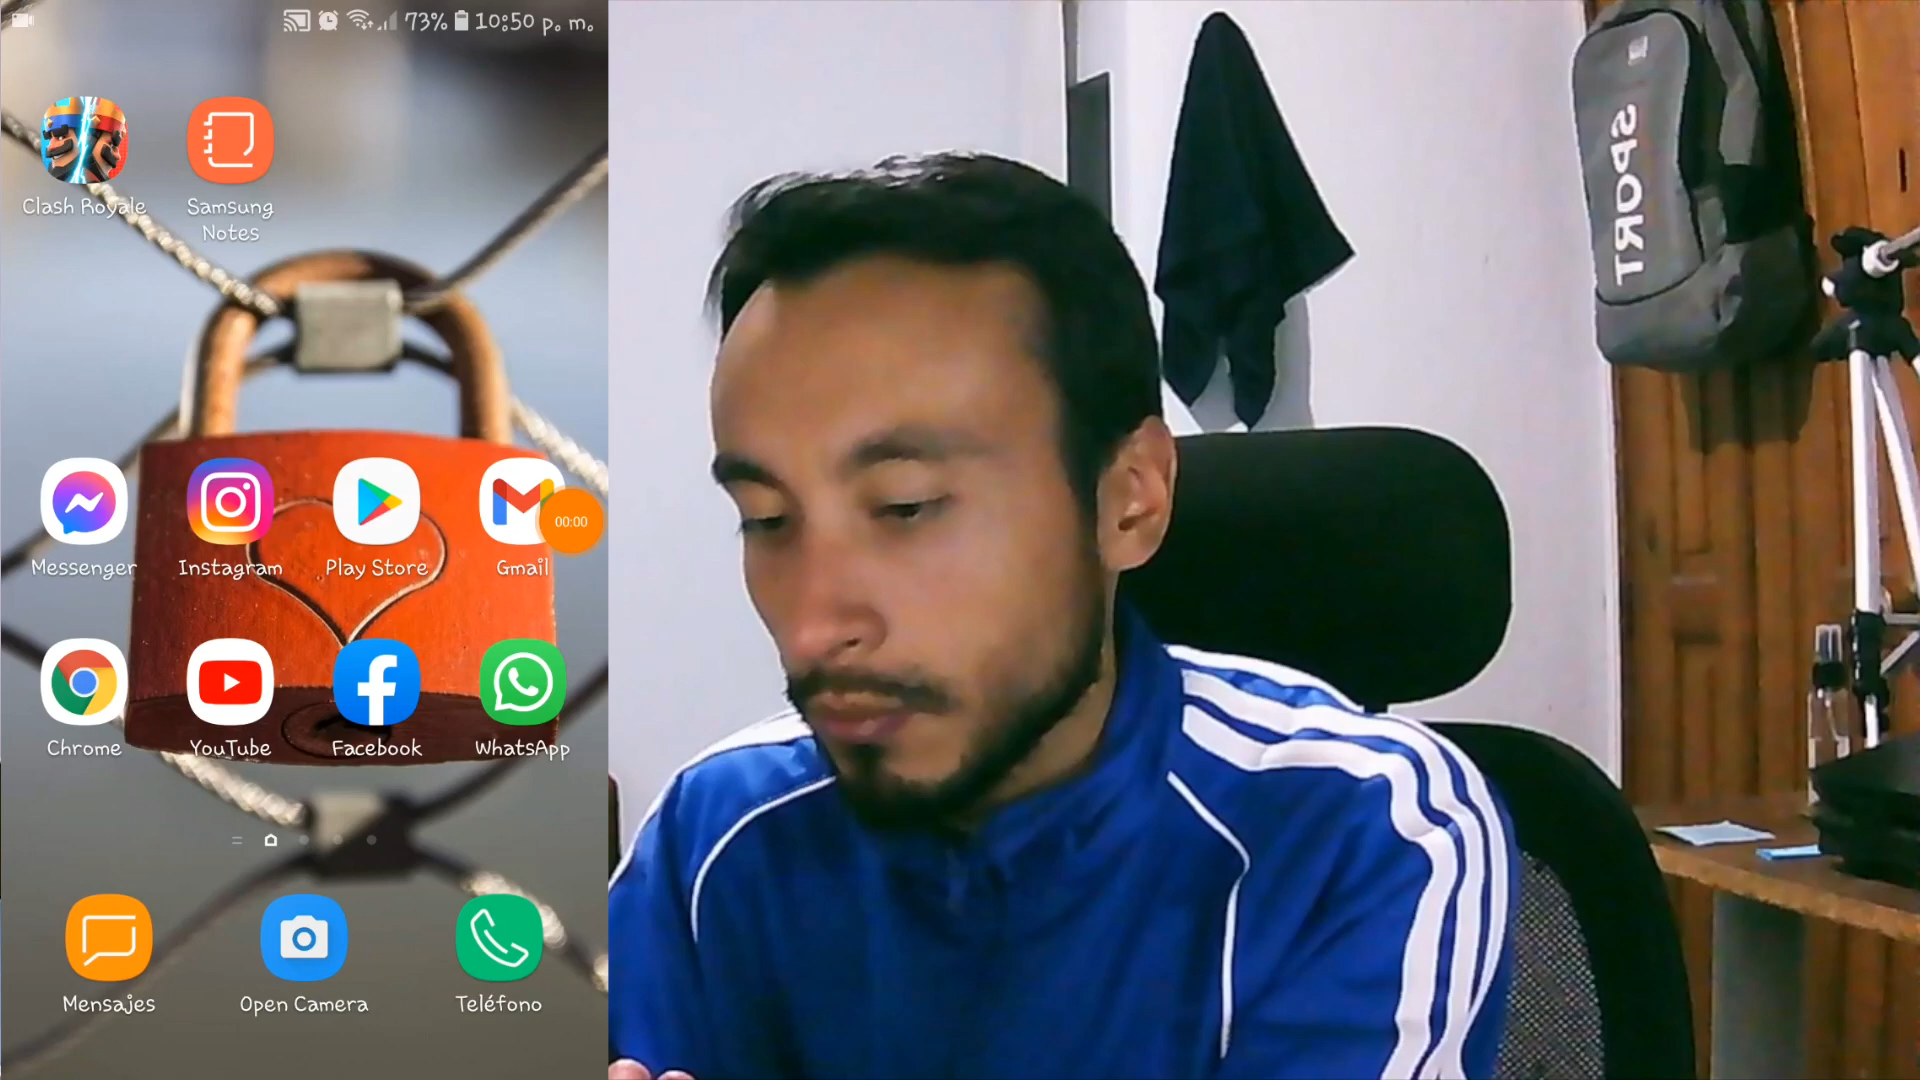 73% 10:50 p. m.
Clash Royale
Samsung
Notes
Messenger
Instagram
Play Store
Gmail
00:00
Chrome
YouTube
Facebook
WhatsApp
Mensajes
Open Camera
Teléfono
SPORT